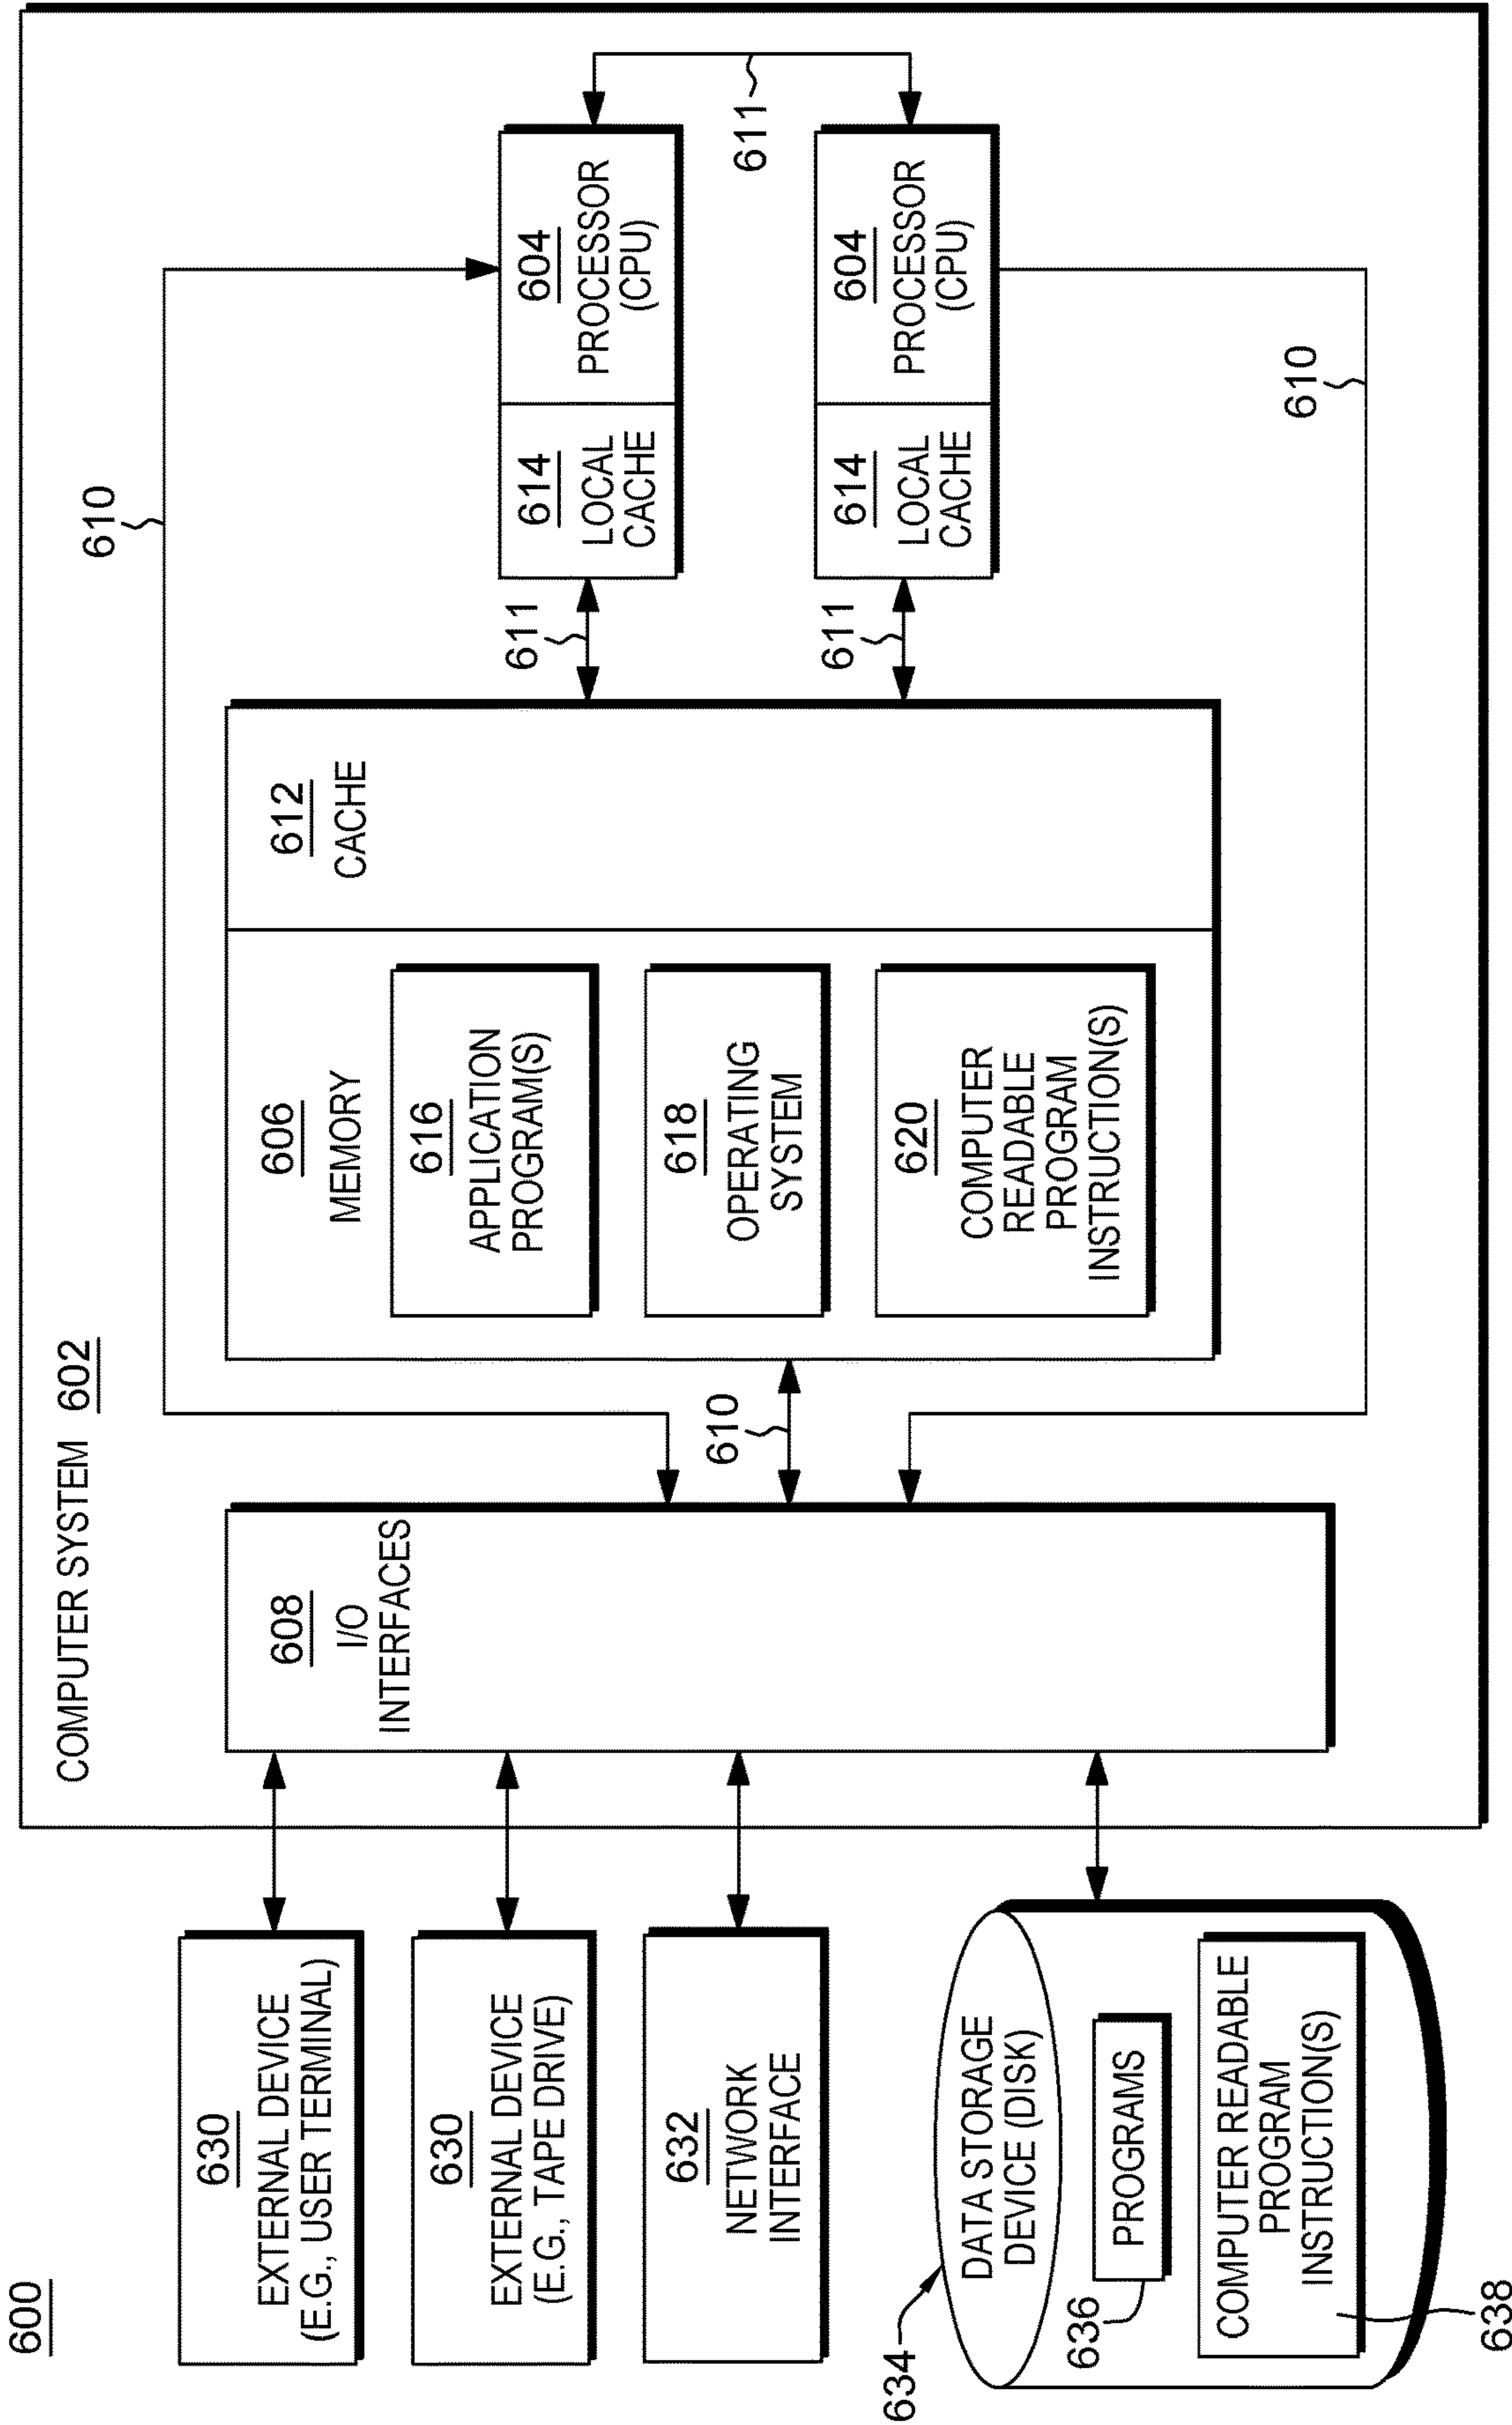 600
COMPUTER SYSTEM 602
630
EXTERNAL DEVICE
(E.G., USER TERMINAL)
630
EXTERNAL DEVICE
(E.G., TAPE DRIVE)
632
NETWORK
INTERFACE
634
DATA STORAGE
DEVICE (DISK)
636
PROGRAMS
COMPUTER READABLE
PROGRAM
INSTRUCTION(S)
638
608
I/O
INTERFACES
610
610
610
606
MEMORY
616
APPLICATION
PROGRAM(S)
618
OPERATING
SYSTEM
620
COMPUTER
READABLE
PROGRAM
INSTRUCTION(S)
612
CACHE
611
611
614
LOCAL
CACHE
604
PROCESSOR
(CPU)
614
LOCAL
CACHE
604
PROCESSOR
(CPU)
611